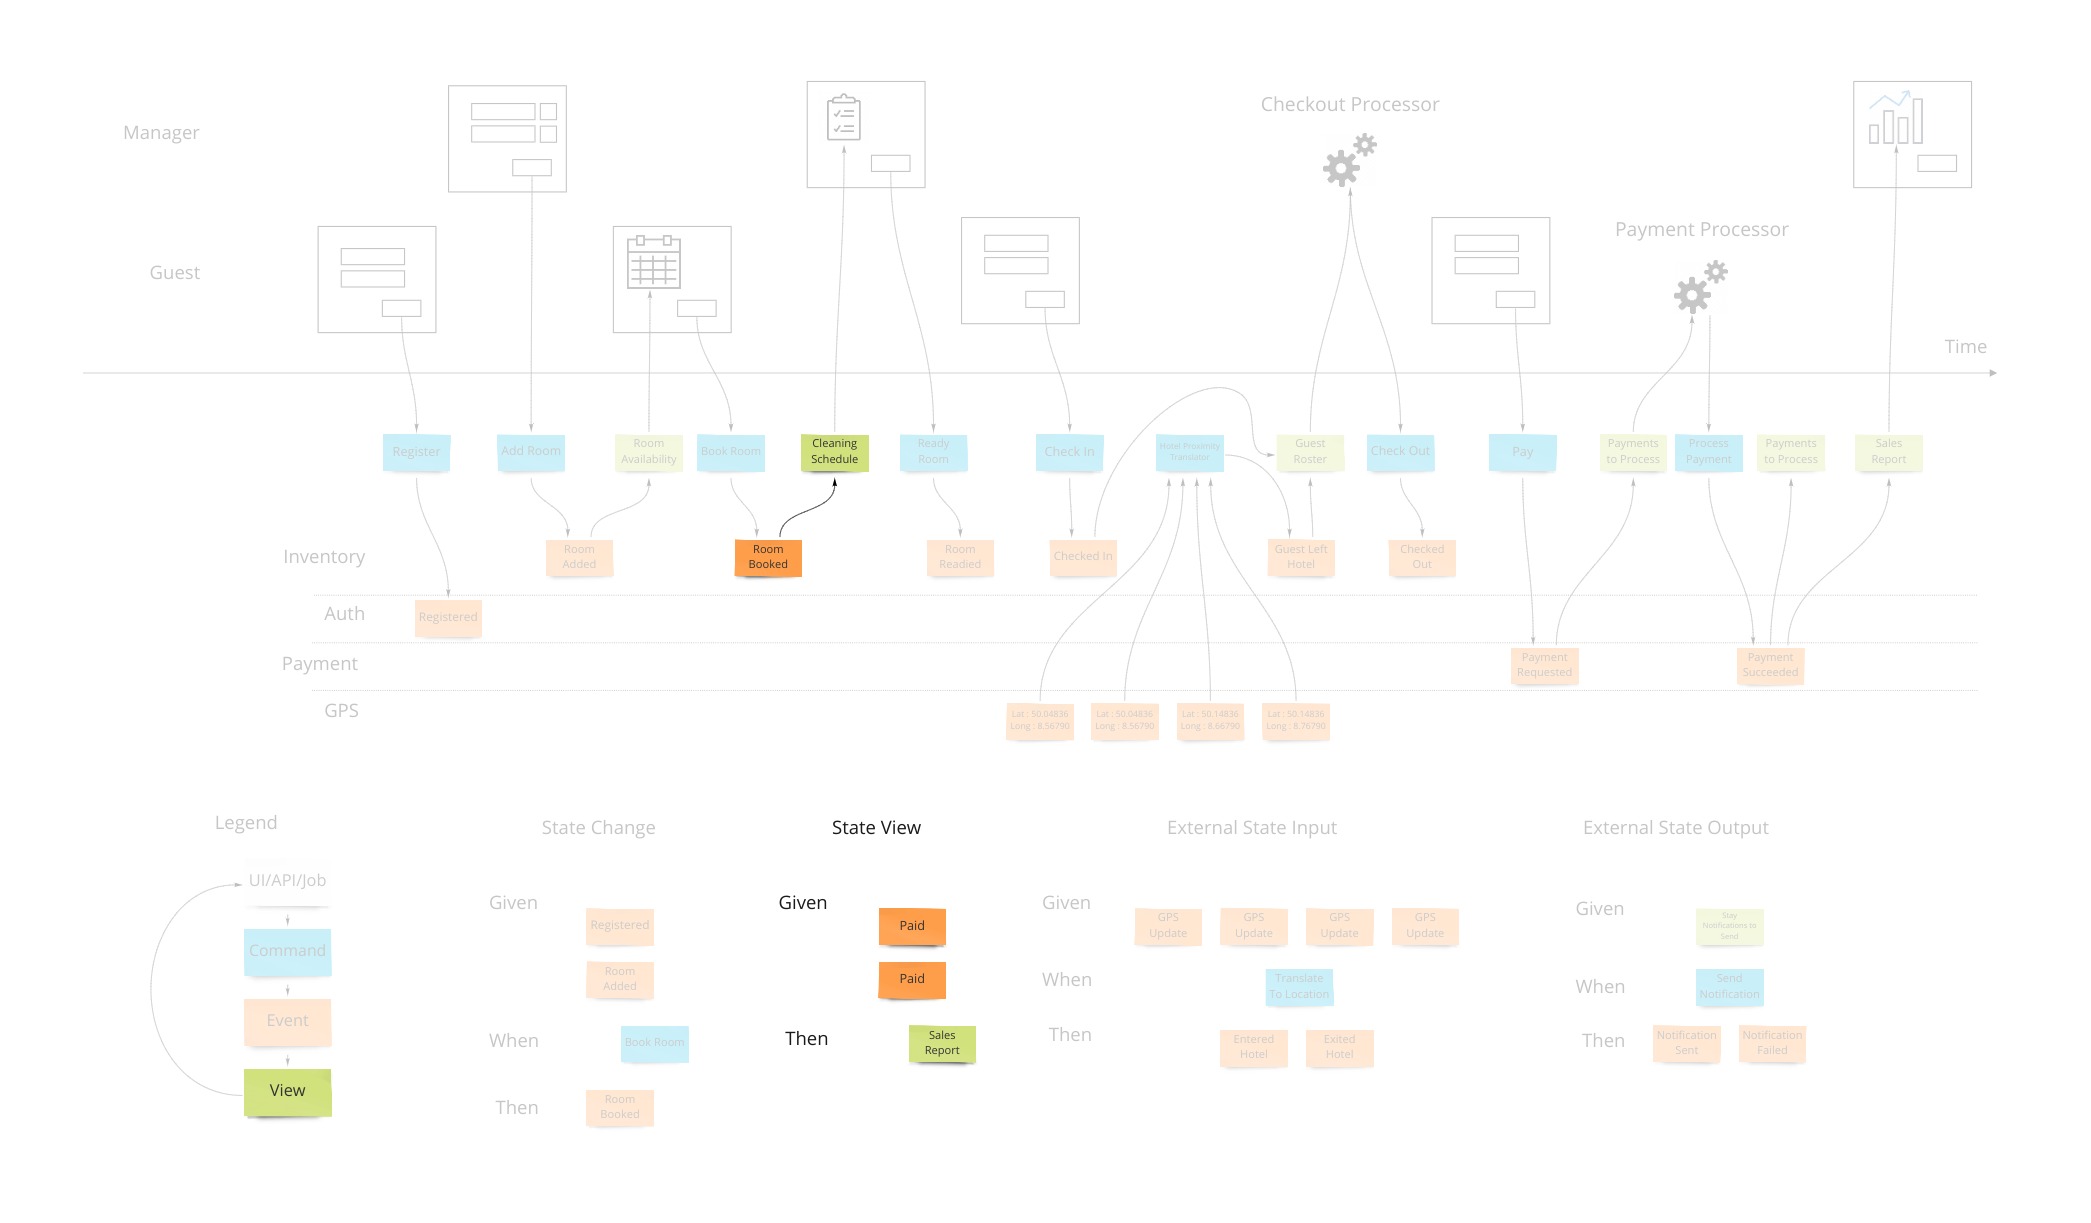 Checkout Processor
Manager
Payment Processor
Guest
Time
Register
Add Room
Room
Availability
Book Room
Cleaning
Schedule
Ready
Room
Check In
Hotel Proximity
Translator
Guest
Roster
Check Out
Pay
Payments
to Process
Process
Payment
Payments
to Process
Sales
Report
Inventory
Room
Added
Room
Booked
Room
Readied
Checked In
Guest Left
Hotel
Checked
Out
Auth
Registered
Payment
Payment
Requested
Payment
Succeeded
GPS
Lat : 50.04836
Long : 8.56790
Lat : 50.04836
Long : 8.56790
Lat : 50.14836
Long : 8.66790
Lat : 50.14836
Long : 8.76790
Legend
UI/API/Job
Command
Event
View
State Change
Given
Registered
Room
Added
When
Book Room
Then
Room
Booked
State View
Given
Paid
Paid
Then
Sales
Report
External State Input
Given
GPS
Update
GPS
Update
GPS
Update
GPS
Update
When
Translate
To Location
Then
Entered
Hotel
Exited
Hotel
External State Output
Given
Stay
Notifications to
Send
When
Send
Notification
Then
Notification
Sent
Notification
Failed